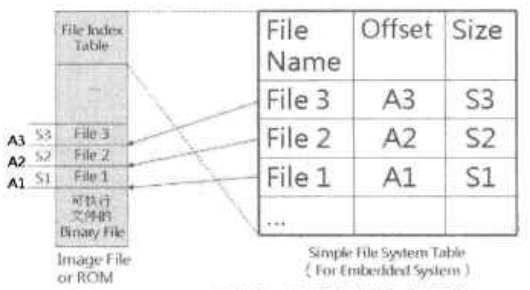 File Index
Table
...
A3 S3 File 3
A2 S2 File 2
A1 S1 File 1
可执行
文件的
Binary File
Image File
or ROM
File Name Offset Size
File 3 A3 S3
File 2 A2 S2
File 1 A1 S1
...
Simple File System Table
( For Embedded System )